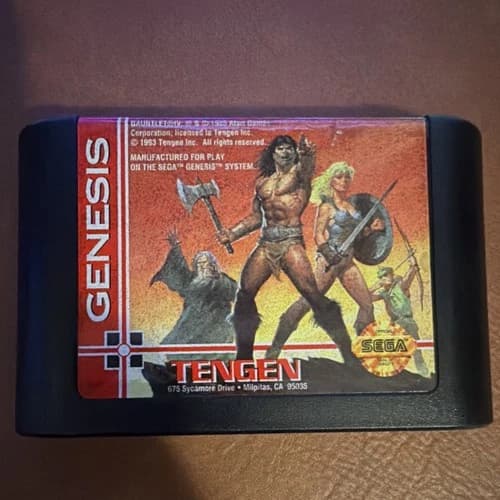 GAUNTLET: IV. TM & © 1985 Atari Games
Corporation; licensed to Tengen Inc.
© 1993 Tengen Inc. All rights reserved.
MANUFACTURED FOR PLAY
ON THE SEGA™ GENESIS™ SYSTEM.
GENESIS
SEGA
TENGEN
675 Sycamore Drive • Milpitas, CA 95035